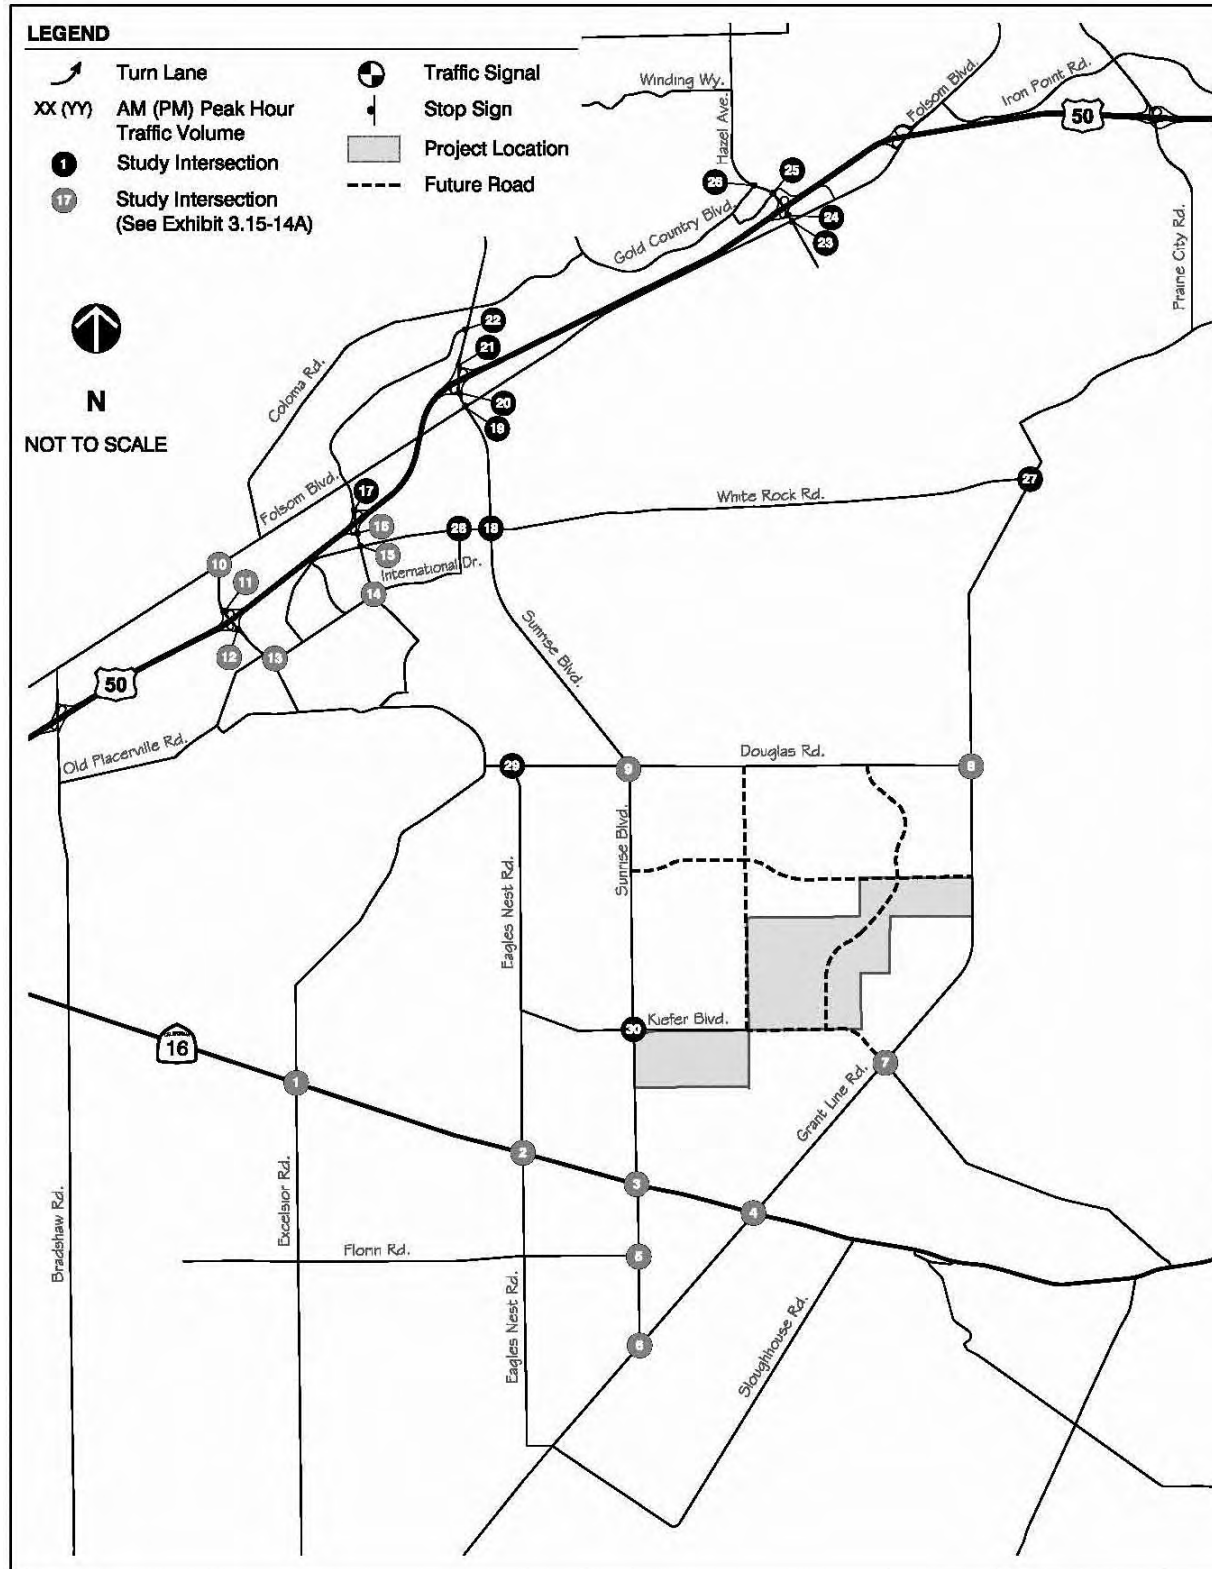 LEGEND
Turn Lane
XX (YY) AM (PM) Peak Hour
Traffic Volume
1 Study Intersection
17 Study Intersection
(See Exhibit 3.15-14A)
Traffic Signal
Stop Sign
Project Location
Future Road
N
NOT TO SCALE
Winding Wy.
Hazel Ave.
Folsom Blvd.
Iron Point Rd.
50
Prairie City Rd.
26
25
24
23
Gold Country Blvd.
22
21
20
19
Coloma Rd.
Folsom Blvd.
17
16
15
28
18
White Rock Rd.
27
International Dr.
10
11
14
12
13
50
Old Placerville Rd.
Sunrise Blvd.
29
9
Douglas Rd.
8
Eagles Nest Rd.
Sunrise Blvd.
CALIFORNIA
16
30
Kiefer Blvd.
7
Grant Line Rd.
1
2
3
4
Bradshaw Rd.
Excelsior Rd.
Florin Rd.
5
Eagles Nest Rd.
6
Sloughhouse Rd.